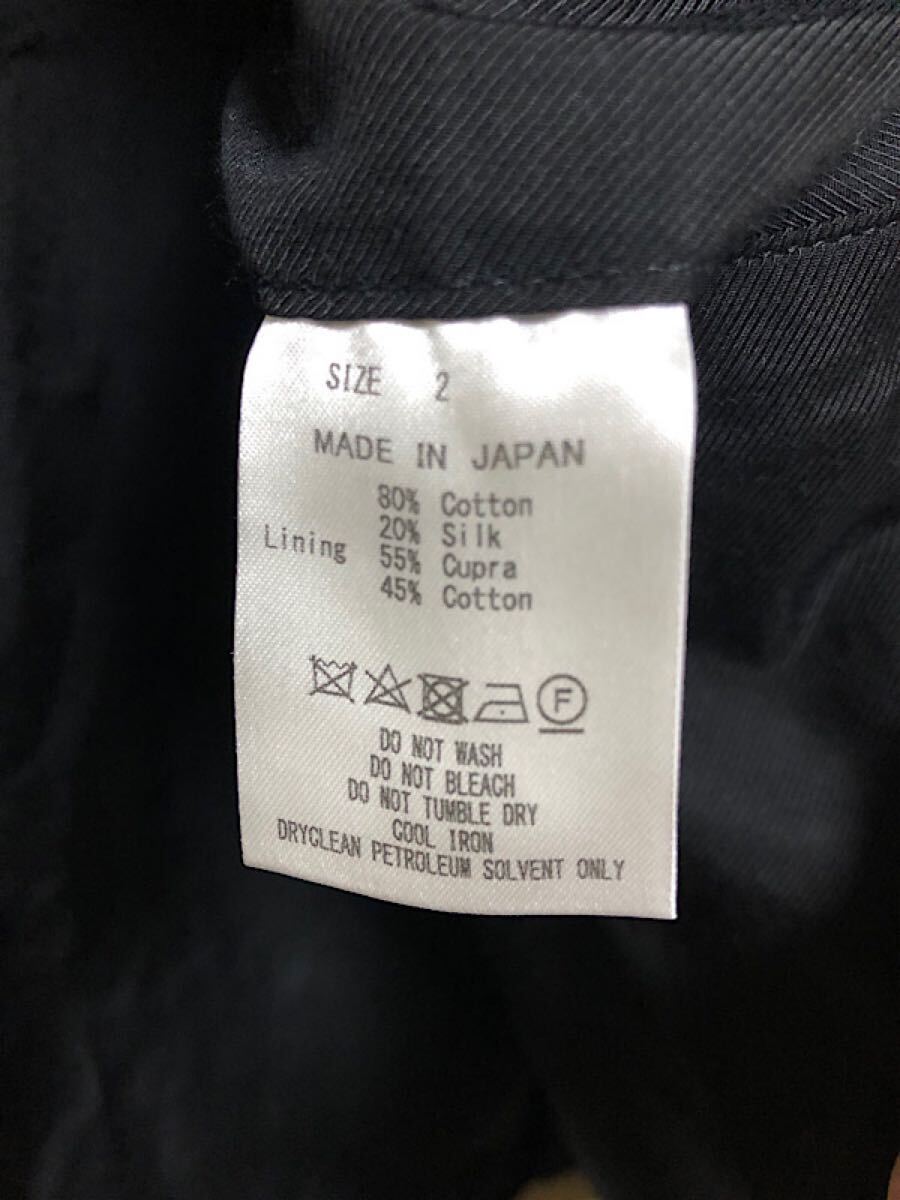 SIZE 2
MADE IN JAPAN
80% Cotton
20% Silk
Lining 55% Cupra
45% Cotton
F
DO NOT WASH
DO NOT BLEACH
DO NOT TUMBLE DRY
COOL IRON
DRYCLEAN PETROLEUM SOLVENT ONLY